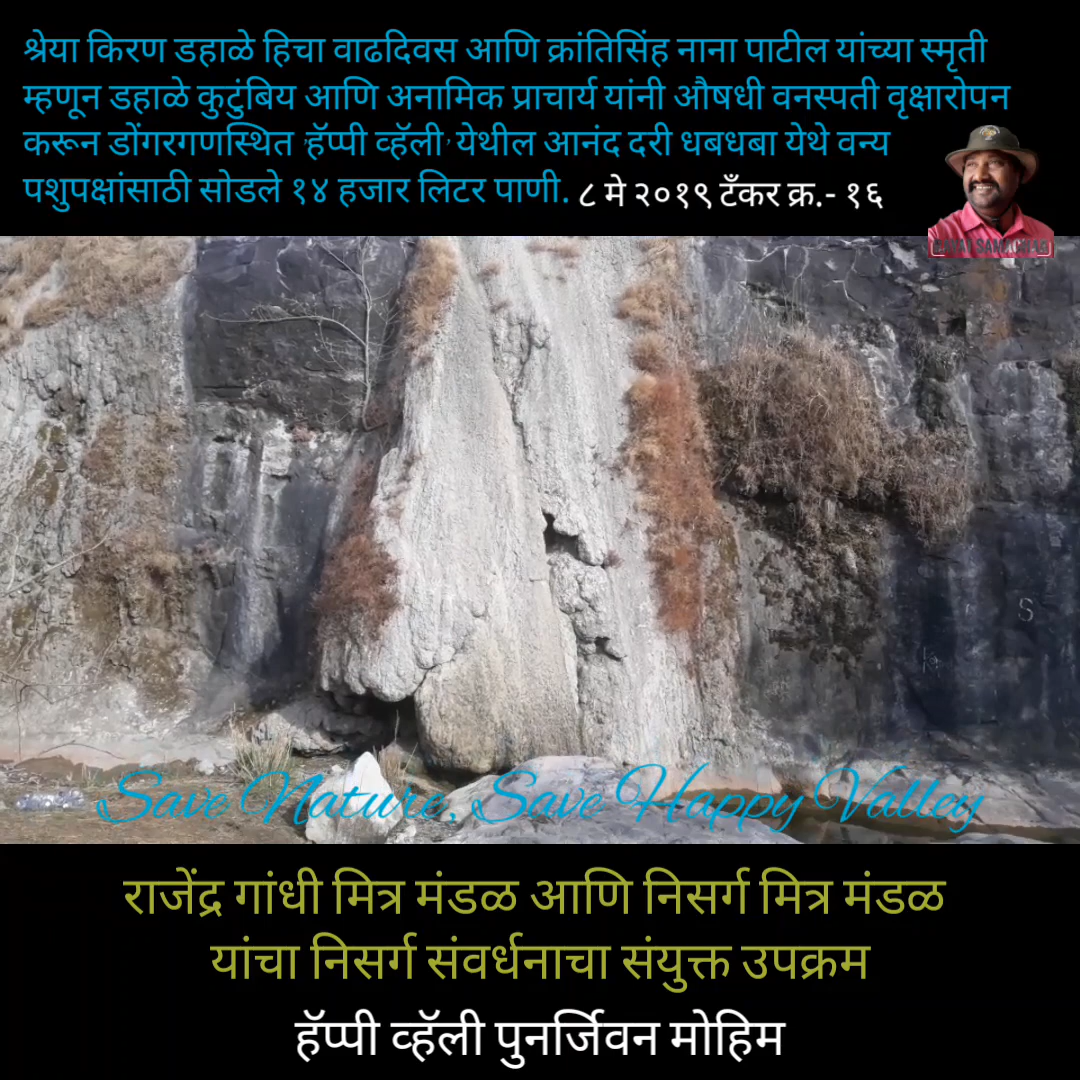 श्रेया किरण डहाळे हिचा वाढदिवस आणि क्रांतिसिंह नाना पाटील यांच्या स्मृती
म्हणून डहाळे कुटुंबिय आणि अनामिक प्राचार्य यांनी औषधी वनस्पती वृक्षारोपन
करून डोंगरगणस्थित 'हॅप्पी व्हॅली' येथील आनंद दरी धबधबा येथे वन्य
पशुपक्षांसाठी सोडले १४ हजार लिटर पाणी. ८ मे २०१९ टँकर क्र.- १६
S
Save Nature, Save Happy Valley
राजेंद्र गांधी मित्र मंडळ आणि निसर्ग मित्र मंडळ
यांचा निसर्ग संवर्धनाचा संयुक्त उपक्रम
हॅप्पी व्हॅली पुनर्जिवन मोहिम